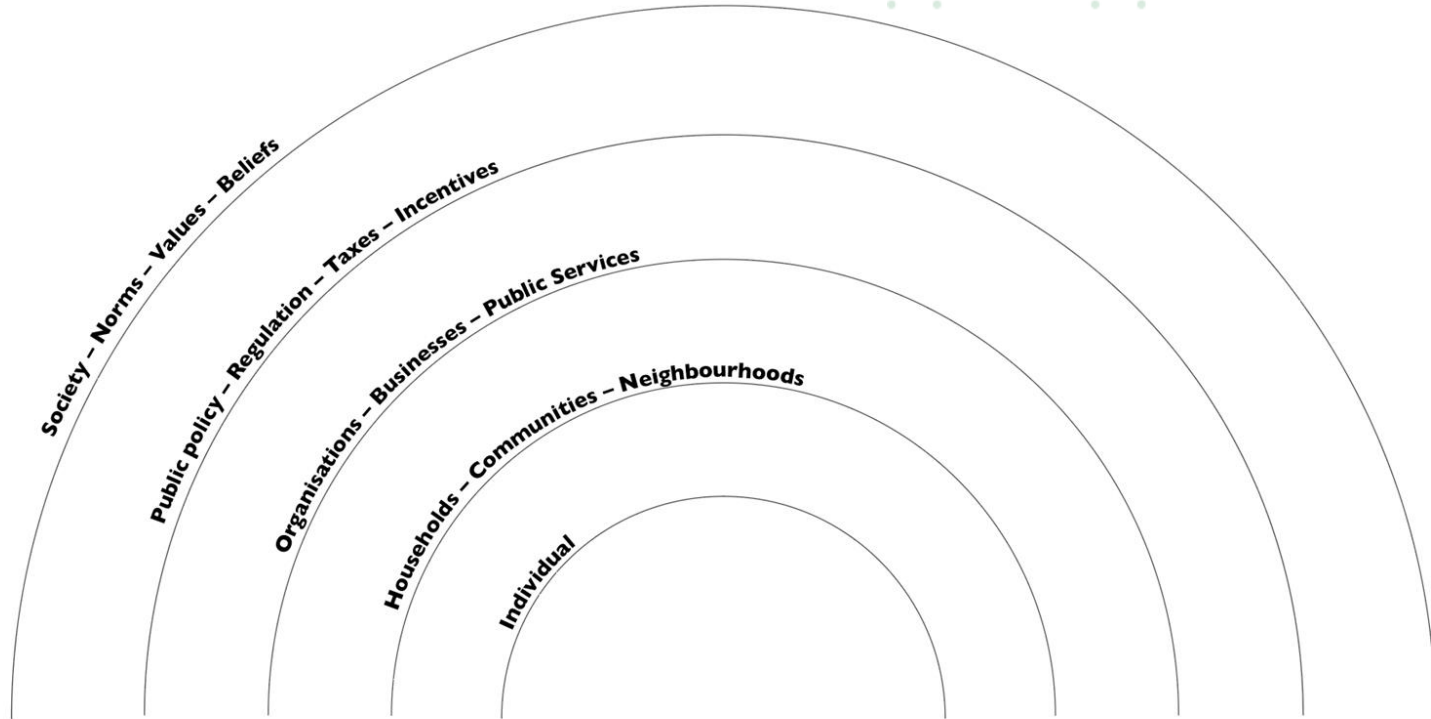 Society – Norms – Values – Beliefs
Public policy – Regulation – Taxes – Incentives
Organisations – Businesses – Public Services
Households – Communities – Neighbourhoods
Individual